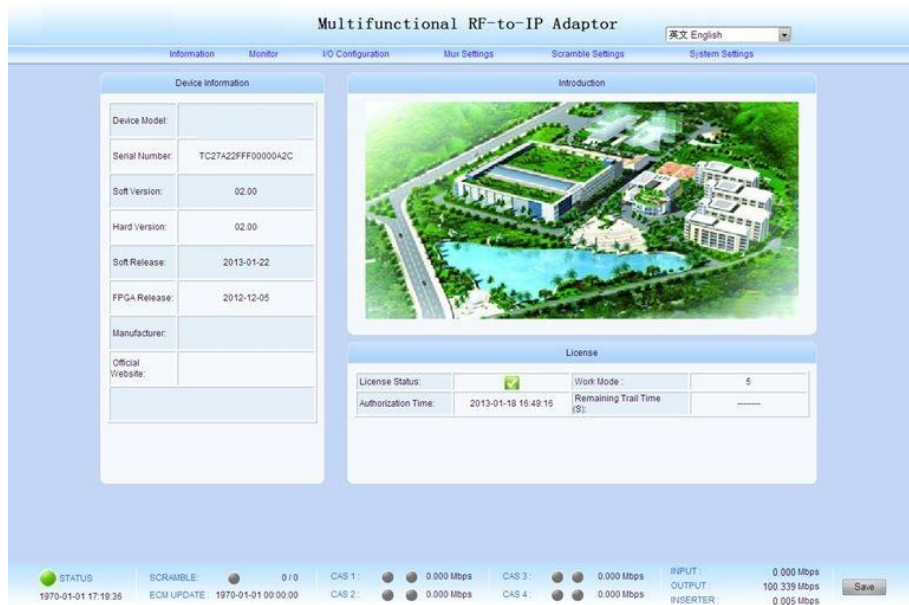 Multifunctional RF-to-IP Adaptor
英文 English
Information Monitor I/O Configuration Mux Settings Scramble Settings System Settings
Device Information
Device Model:
Serial Number: TC27A22FFF00000A2C
Soft Version: 02.00
Hard Version: 02.00
Soft Release: 2013-01-22
FPGA Release: 2012-12-05
Manufacturer:
Official Website:
Introduction
License
License Status: Work Mode : 5
Authorization Time: 2013-01-18 16:49:16 Remaining Trail Time (S): --------
STATUS
1970-01-01 17:19:36
SCRAMBLE: 0 / 0
ECM UPDATE : 1970-01-01 00:00:00
CAS 1 : 0.000 Mbps
CAS 2 : 0.000 Mbps
CAS 3 : 0.000 Mbps
CAS 4 : 0.000 Mbps
INPUT : 0.000 Mbps
OUTPUT : 100.339 Mbps
INSERTER : 0.005 Mbps
Save